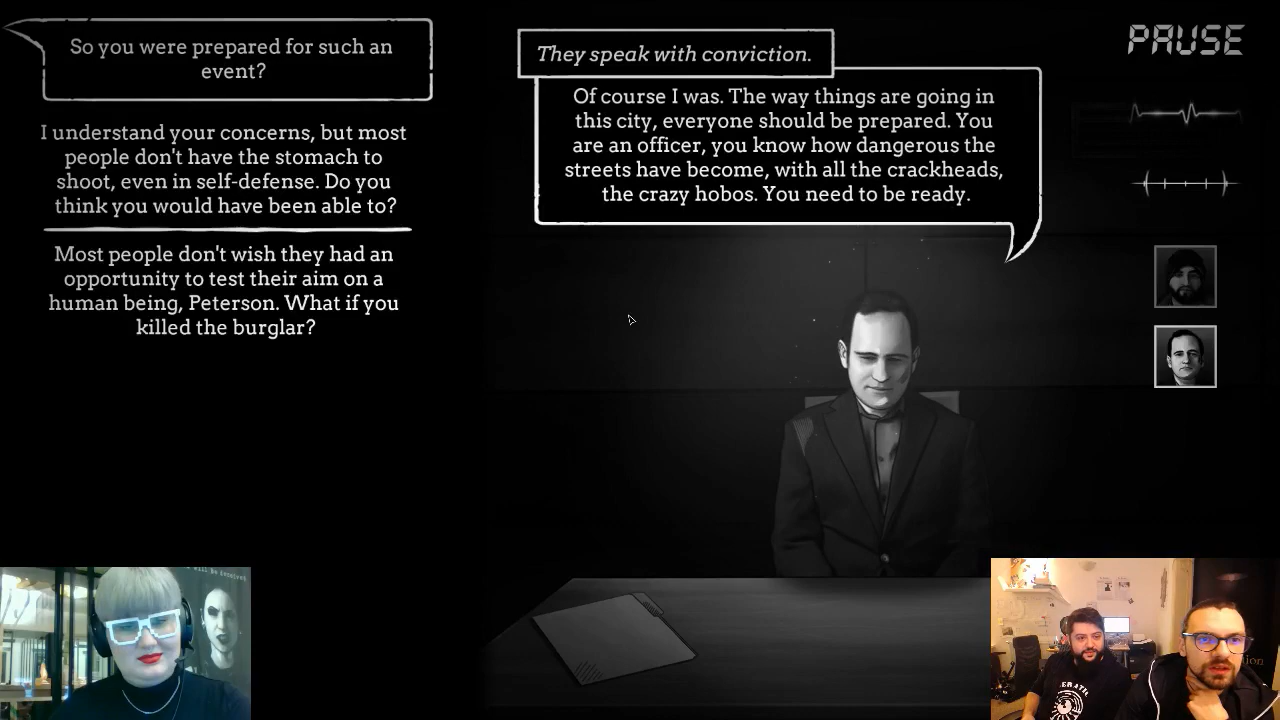 So you were prepared for such an
event?
I understand your concerns, but most
people don't have the stomach to
shoot, even in self-defense. Do you
think you would have been able to?
Most people don't wish they had an
opportunity to test their aim on a
human being, Peterson. What if you
killed the burglar?
They speak with conviction.
Of course I was. The way things are going in
this city, everyone should be prepared. You
are an officer, you know how dangerous the
streets have become, with all the crackheads,
the crazy hobos. You need to be ready.
PAUSE